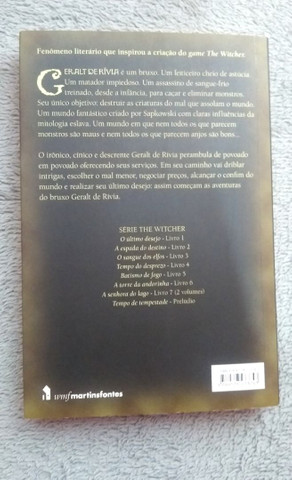 Fenômeno literário que inspirou a criação do game The Witcher
GERALT DE RÍVIA é um bruxo. Um feiticeiro cheio de astúcia.
Um matador impiedoso. Um assassino de sangue-frio
treinado, desde a infância, para caçar e eliminar monstros.
Seu único objetivo: destruir as criaturas do mal que assolam o mundo.
Um mundo fantástico criado por Sapkowski com claras influências da
mitologia eslava. Um mundo em que nem todos os que parecem
monstros são maus e nem todos os que parecem anjos são bons...
O irônico, cínico e descrente Geralt de Rívia perambula de povoado
em povoado oferecendo seus serviços. Em seu caminho vai driblar
intrigas, escolher o mal menor, negociar preços, alcançar o confim do
mundo e realizar seu último desejo: assim começam as aventuras
do bruxo Geralt de Rívia.
SÉRIE THE WITCHER
O último desejo - Livro 1
A espada do destino - Livro 2
O sangue dos elfos - Livro 3
Tempo do desprezo - Livro 4
Batismo de fogo - Livro 5
A torre da andorinha - Livro 6
A senhora do lago - Livro 7 (2 volumes)
Tempo de tempestade - Prelúdio
wmfmartinsfontes